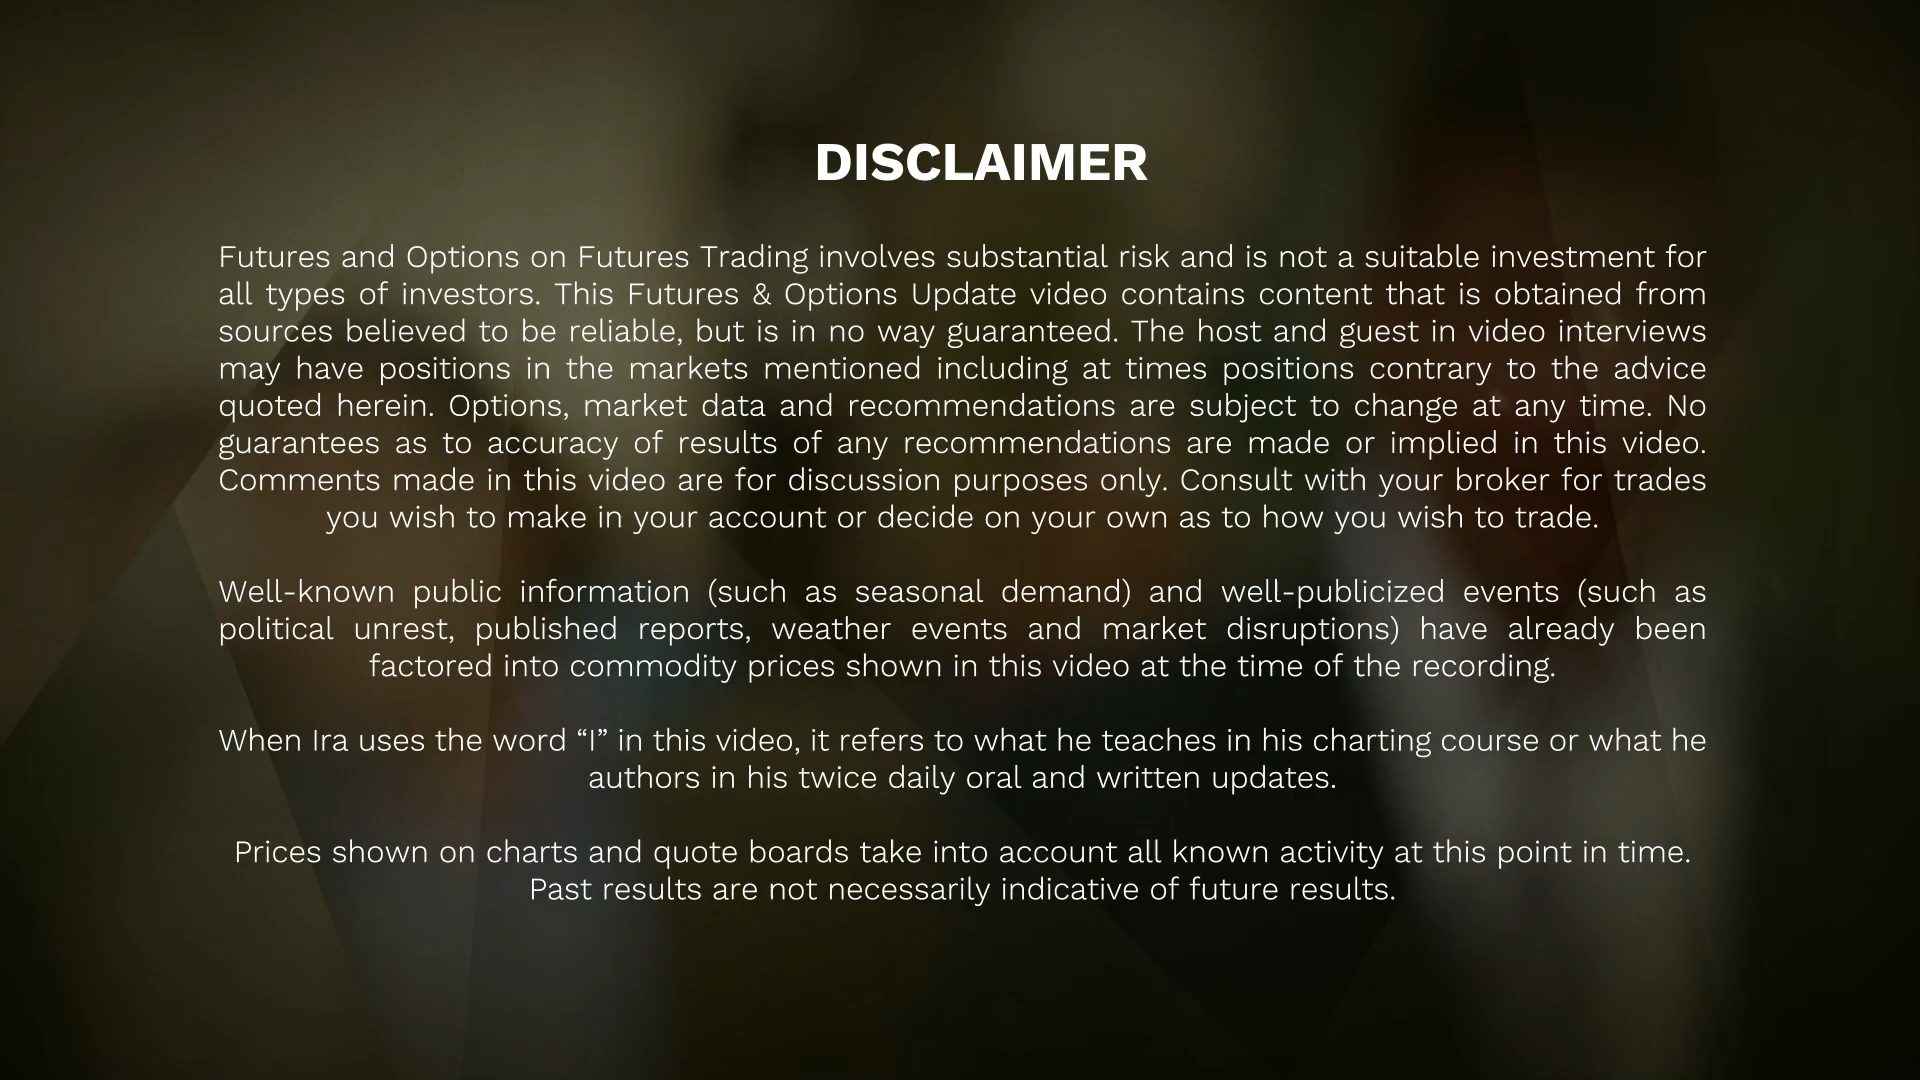 DISCLAIMER
Futures and Options on Futures Trading involves substantial risk and is not a suitable investment for
all types of investors. This Futures & Options Update video contains content that is obtained from
sources believed to be reliable, but is in no way guaranteed. The host and guest in video interviews
may have positions in the markets mentioned including at times positions contrary to the advice
quoted herein. Options, market data and recommendations are subject to change at any time. No
guarantees as to accuracy of results of any recommendations are made or implied in this video.
Comments made in this video are for discussion purposes only. Consult with your broker for trades
you wish to make in your account or decide on your own as to how you wish to trade.
Well-known public information (such as seasonal demand) and well-publicized events (such as
political unrest, published reports, weather events and market disruptions) have already been
factored into commodity prices shown in this video at the time of the recording.
When Ira uses the word “I” in this video, it refers to what he teaches in his charting course or what he
authors in his twice daily oral and written updates.
Prices shown on charts and quote boards take into account all known activity at this point in time.
Past results are not necessarily indicative of future results.